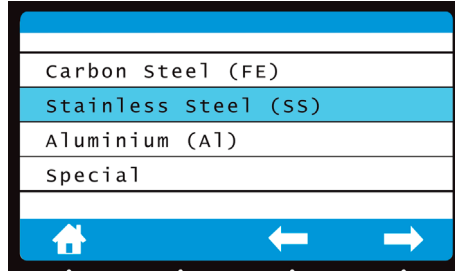 Carbon Steel (FE)
Stainless Steel (SS)
Aluminium (Al)
Special